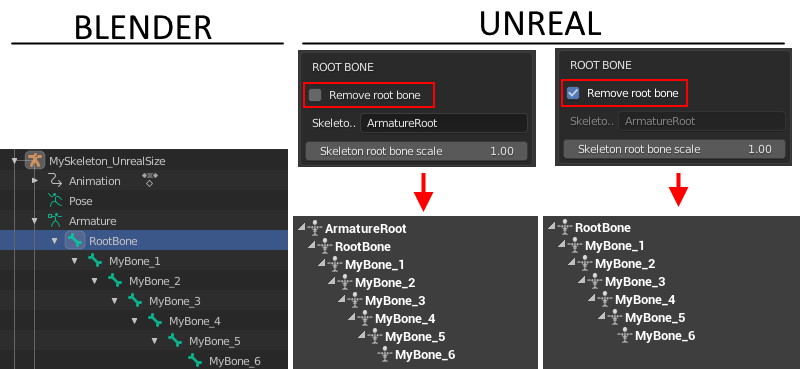 BLENDER
UNREAL
ROOT BONE
Remove root bone
Skeleto.. ArmatureRoot
Skeleton root bone scale 1.00
ROOT BONE
Remove root bone
Skeleto.. ArmatureRoot
Skeleton root bone scale 1.00
MySkeleton_UnrealSize
Animation
Pose
Armature
RootBone
MyBone_1
MyBone_2
MyBone_3
MyBone_4
MyBone_5
MyBone_6
ArmatureRoot
RootBone
MyBone_1
MyBone_2
MyBone_3
MyBone_4
MyBone_5
MyBone_6
RootBone
MyBone_1
MyBone_2
MyBone_3
MyBone_4
MyBone_5
MyBone_6